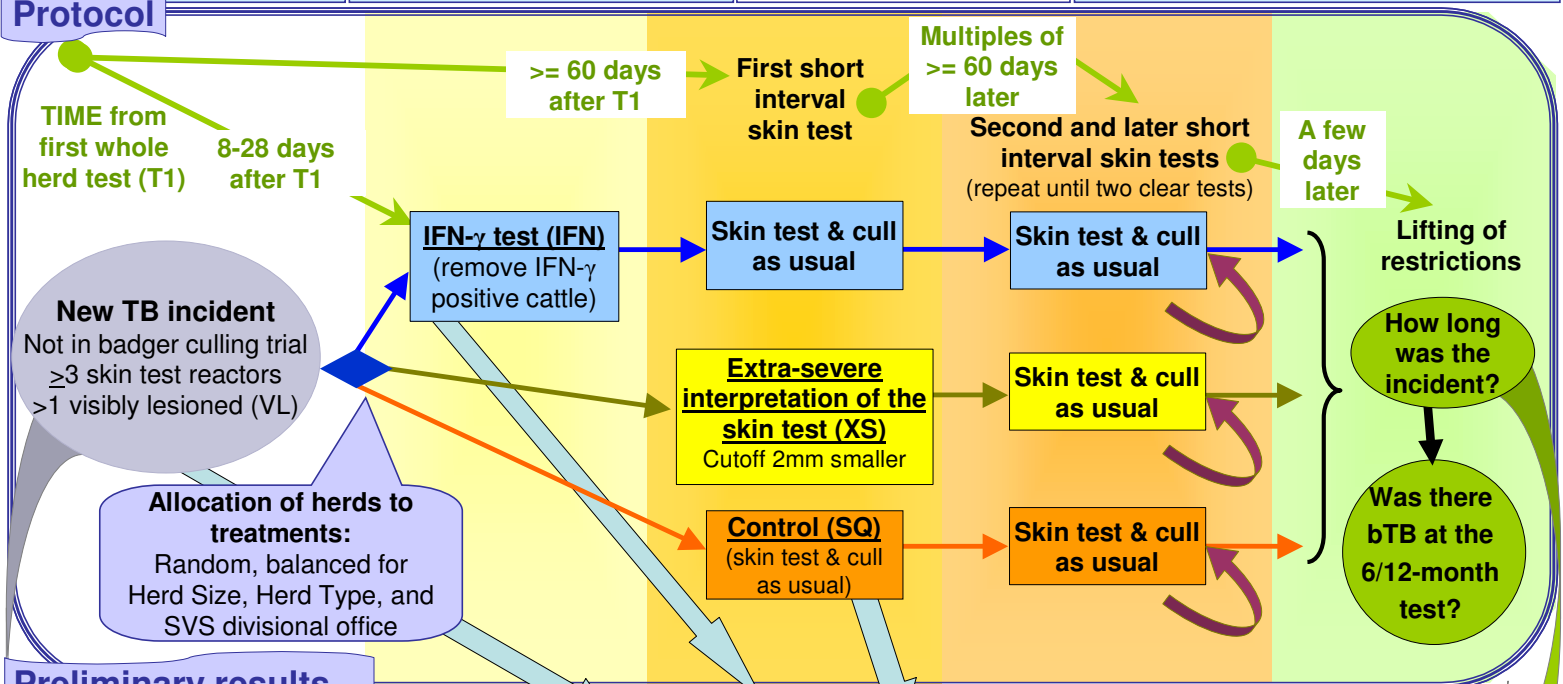 Protocol
TIME from
first whole
herd test (T1)
8-28 days
after T1
>= 60 days
after T1
First short
interval
skin test
Multiples of
>= 60 days
later
Second and later short
interval skin tests
(repeat until two clear tests)
A few
days
later
Lifting of
restrictions
New TB incident
Not in badger culling trial
≥3 skin test reactors
>1 visibly lesioned (VL)
Allocation of herds to
treatments:
Random, balanced for
Herd Size, Herd Type, and
SVS divisional office
IFN-γ test (IFN)
(remove IFN-γ
positive cattle)
Skin test & cull
as usual
Skin test & cull
as usual
Extra-severe
interpretation of the
skin test (XS)
Cutoff 2mm smaller
Skin test & cull
as usual
Control (SQ)
(skin test & cull
as usual)
Skin test & cull
as usual
How long
was the
incident?
Was there
bTB at the
6/12-month
test?
Preliminary results